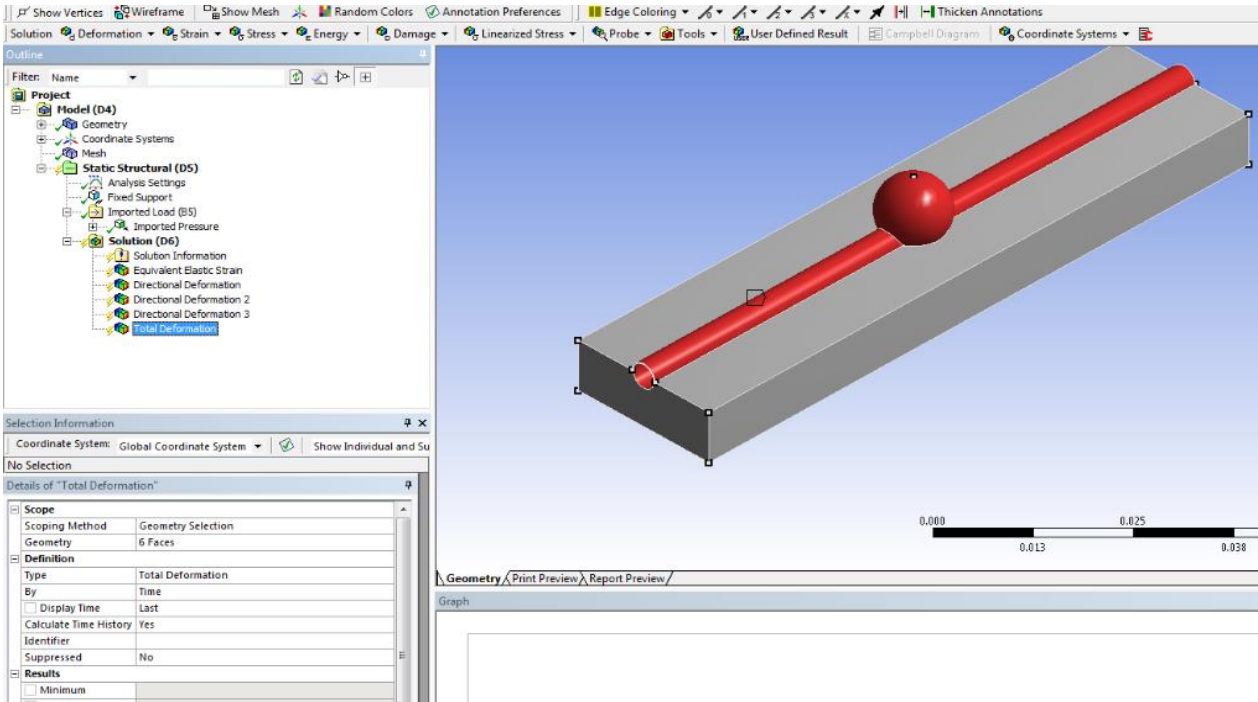 Show Vertices Wireframe Show Mesh Random Colors Annotation Preferences Edge Coloring Thicken Annotations
Solution Deformation Strain Stress Energy Damage Linearized Stress Probe Tools User Defined Result Campbell Diagram Coordinate Systems
Outline
Filter: Name
Project
Model (D4)
Geometry
Coordinate Systems
Mesh
Static Structural (D5)
Analysis Settings
Fixed Support
Imported Load (B5)
Imported Pressure
Solution (D6)
Solution Information
Equivalent Elastic Strain
Directional Deformation
Directional Deformation 2
Directional Deformation 3
Total Deformation
Selection Information
Coordinate System: Global Coordinate System Show Individual and Su
No Selection
Details of "Total Deformation"
Scope
Scoping Method Geometry Selection
Geometry 6 Faces
Definition
Type Total Deformation
By Time
Display Time Last
Calculate Time History Yes
Identifier
Suppressed No
Results
Minimum
0.000 0.025
0.013 0.038
Geometry Print Preview Report Preview
Graph